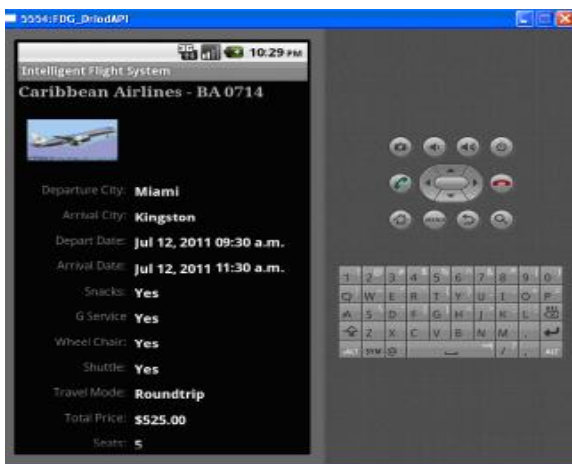 5554:FDG_DriodAPI
10:29 PM
Intelligent Flight System
Caribbean Airlines - BA 0714
Departure City: Miami
Arrival City: Kingston
Depart Date: Jul 12, 2011 09:30 a.m.
Arrival Date: Jul 12, 2011 11:30 a.m.
Snacks: Yes
G Service Yes
Wheel Chair: Yes
Shuttle: Yes
Travel Mode: Roundtrip
Total Price: $525.00
Seats: 5
MENU
1 2 3 4 5 6 7 8 9 0
Q W E R T Y U I O P
A S D F G H J K L DEL
Z X C V B N M .
ALT SYM @ / , ALT